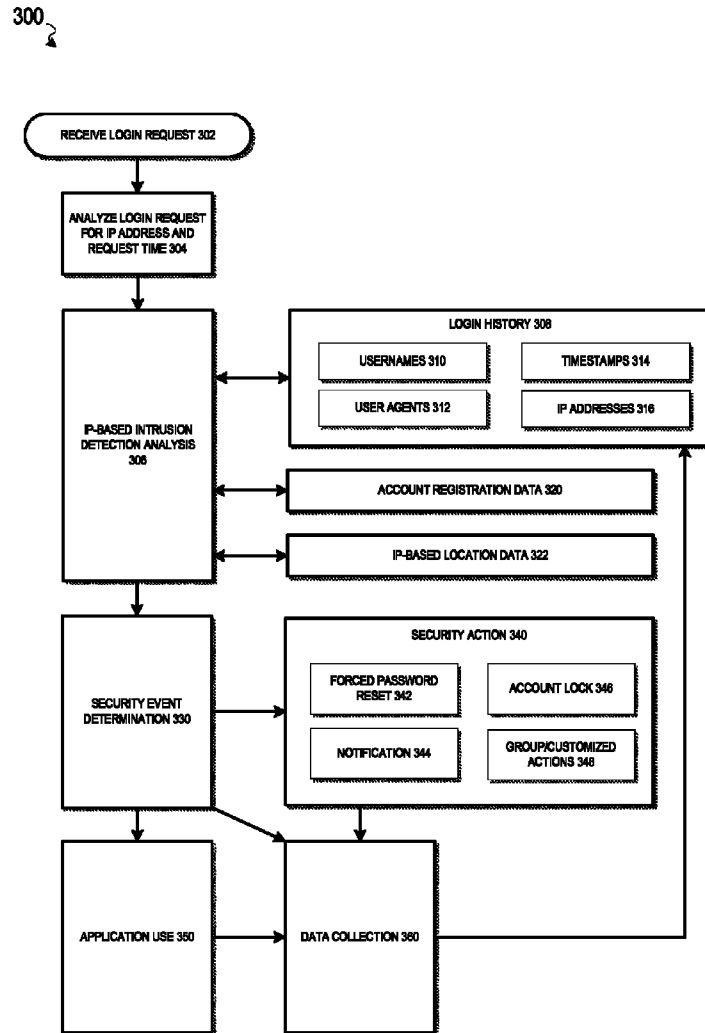 300
RECEIVE LOGIN REQUEST 302
ANALYZE LOGIN REQUEST
FOR IP ADDRESS AND
REQUEST TIME 304
IP-BASED INTRUSION
DETECTION ANALYSIS
306
LOGIN HISTORY 308
USERNAMES 310
TIMESTAMPS 314
USER AGENTS 312
IP ADDRESSES 316
ACCOUNT REGISTRATION DATA 320
IP-BASED LOCATION DATA 322
SECURITY EVENT
DETERMINATION 330
SECURITY ACTION 340
FORCED PASSWORD
RESET 342
ACCOUNT LOCK 346
NOTIFICATION 344
GROUP/CUSTOMIZED
ACTIONS 348
APPLICATION USE 350
DATA COLLECTION 360